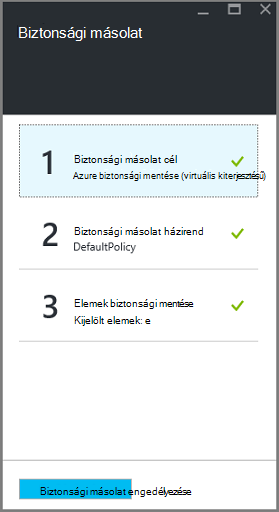 Biztonsági másolat
1
Biztonsági másolat cél
Azure biztonsági mentése (virtuális kiterjesztésű)
2
Biztonsági másolat házirend
DefaultPolicy
3
Elemek biztonsági mentése
Kijelölt elemek: e
Biztonsági másolat engedélyezése